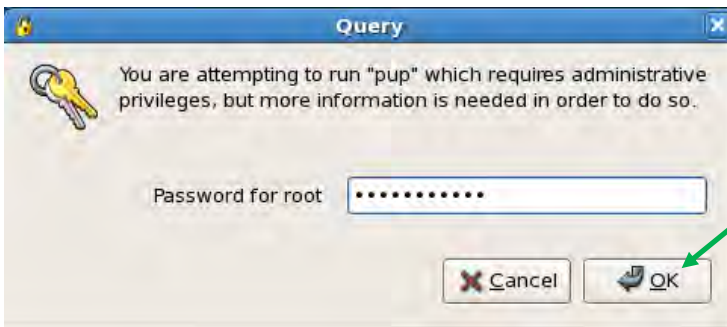 Query
You are attempting to run "pup" which requires administrative
privileges, but more information is needed in order to do so.
Password for root •••••••••••
Cancel OK